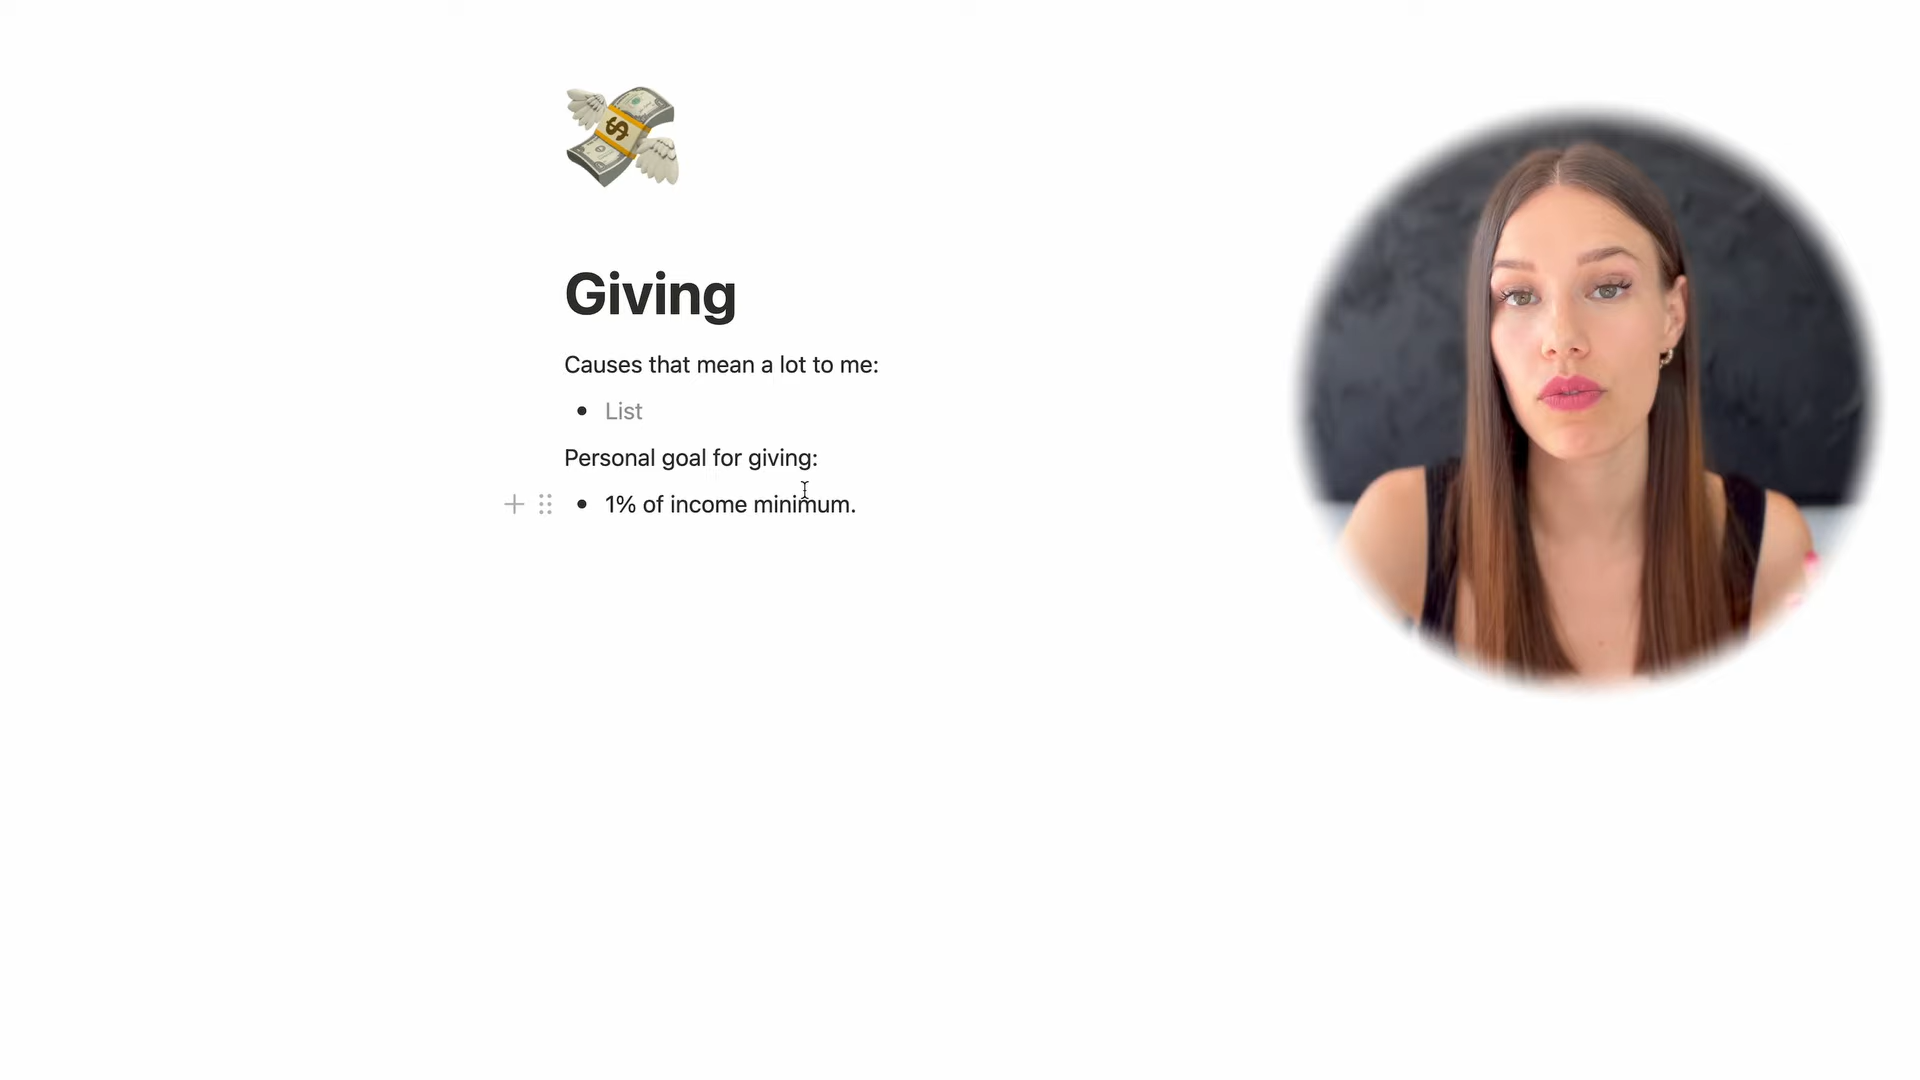 Giving
Causes that mean a lot to me:
List
Personal goal for giving:
1% of income minimum.